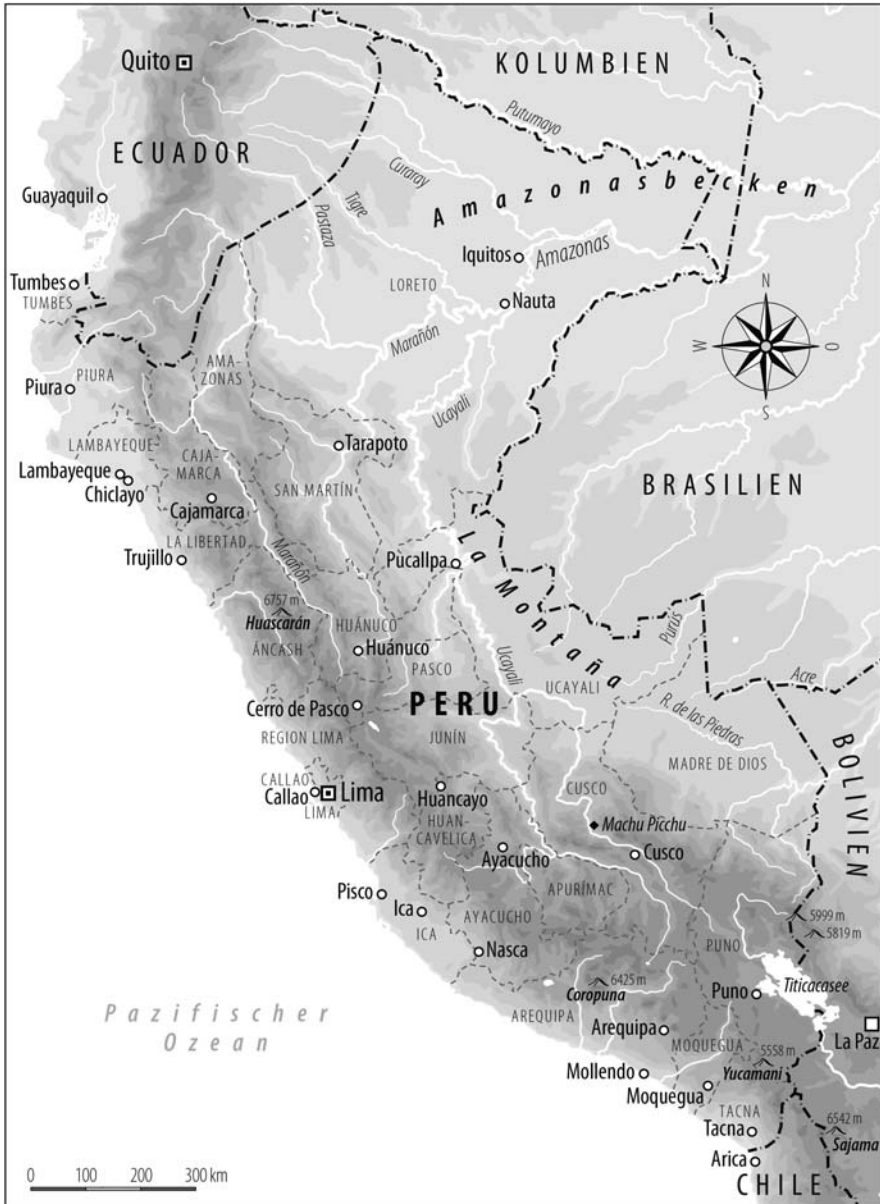 Quito
KOLUMBIEN
Putumayo
ECUADOR
Curaray
Amazonasbecken
Guayaquil
Tigre
Pastaza
Iquitos
Amazonas
Tumbes
TUMBES
LORETO
Nauta
Marañón
N
W
O
S
AMA-
ZONAS
Piura
PIURA
Ucayali
Tarapoto
LAMBAYEQUE
CAJA-
MARCA
Lambayeque
Chiclayo
SAN MARTÍN
BRASILIEN
Cajamarca
LA LIBERTAD
Trujillo
Marañón
Pucallpa
La Montaña
6757 m
Huascarán
HUÁNUCO
ÁNCASH
Huánuco
Purús
PASCO
Ucayali
UCAYALI
Acre
Cerro de Pasco
PERU
R. de las Piedras
REGION LIMA
JUNÍN
MADRE DE DIOS
BOLIVIEN
CALLAO
Callao
Lima
LIMA
Huancayo
CUSCO
HUAN-
CAVELICA
Machu Picchu
Ayacucho
Cusco
Pisco
APURÍMAC
Ica
ICA
AYACUCHO
5999 m
5819 m
Nasca
PUNO
6425 m
Coropuna
Puno
Titicacasee
Pazifischer
Ozean
AREQUIPA
Arequipa
MOQUEGUA
La Paz
5558 m
Yucamani
Mollendo
Moquegua
TACNA
Tacna
6542 m
Sajama
Arica
CHILE
0 100 200 300 km